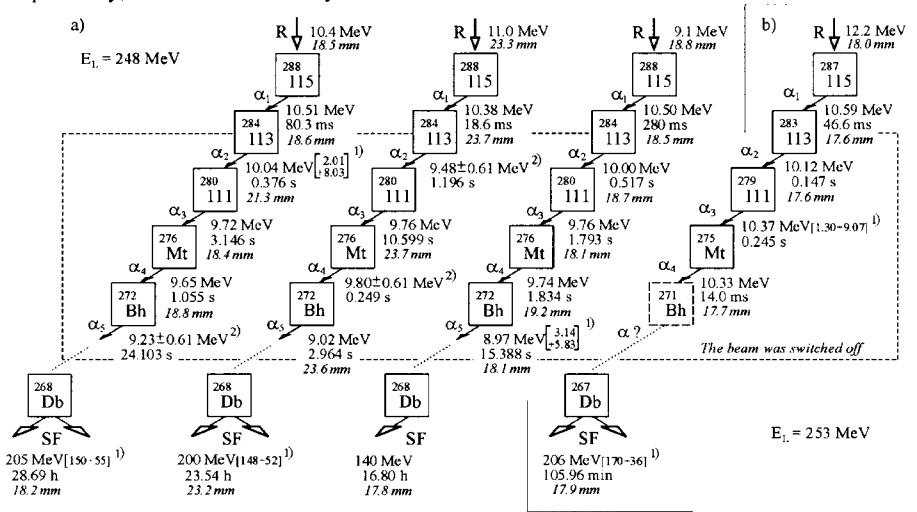 a)
E_L = 248 MeV
R 10.4 MeV
18.5 mm
288
115
α1
10.51 MeV
80.3 ms
18.6 mm
284
113
α2
10.04 MeV[2.01+8.03] 1)
0.376 s
21.3 mm
280
111
α3
9.72 MeV
3.146 s
18.4 mm
276
Mt
α4
9.65 MeV
1.055 s
18.8 mm
272
Bh
α5
9.23±0.61 MeV 2)
24.103 s
268
Db
SF
205 MeV[150+55] 1)
28.69 h
18.2 mm
R 11.0 MeV
23.3 mm
288
115
α1
10.38 MeV
18.6 ms
23.7 mm
284
113
α2
9.48±0.61 MeV 2)
1.196 s
280
111
α3
9.76 MeV
10.599 s
23.7 mm
276
Mt
α4
9.80±0.61 MeV 2)
0.249 s
272
Bh
α5
9.02 MeV
2.964 s
23.6 mm
268
Db
SF
200 MeV[148+52] 1)
23.54 h
23.2 mm
R 9.1 MeV
18.8 mm
288
115
α1
10.50 MeV
280 ms
18.5 mm
284
113
α2
10.00 MeV
0.517 s
18.7 mm
280
111
α3
9.76 MeV
1.793 s
18.1 mm
276
Mt
α4
9.74 MeV
1.834 s
19.2 mm
272
Bh
α5
8.97 MeV[3.14+5.83] 1)
15.388 s
18.1 mm
268
Db
SF
140 MeV
16.80 h
17.8 mm
b)
R 12.2 MeV
18.0 mm
287
115
α1
10.59 MeV
46.6 ms
17.6 mm
283
113
α2
10.12 MeV
0.147 s
17.6 mm
279
111
α3
10.37 MeV[1.30+9.07] 1)
0.245 s
275
Mt
α4
10.33 MeV
14.0 ms
17.7 mm
271
Bh
α ?
The beam was switched off
267
Db
SF
206 MeV[170+36] 1)
105.96 min
17.9 mm
E_L = 253 MeV